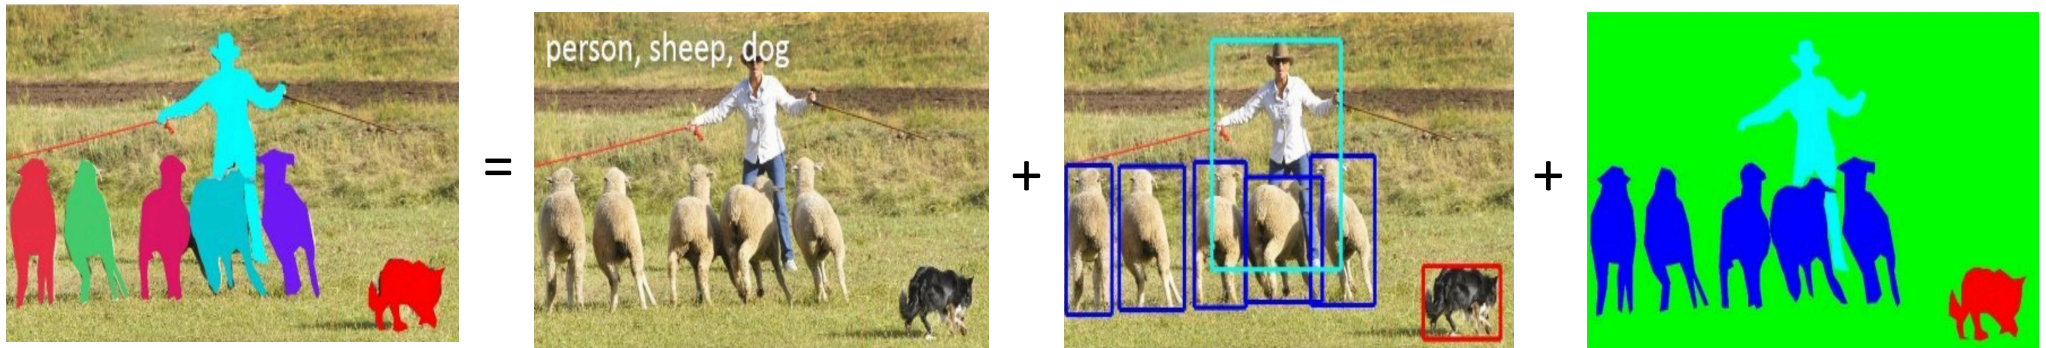 =
person, sheep, dog
+
+